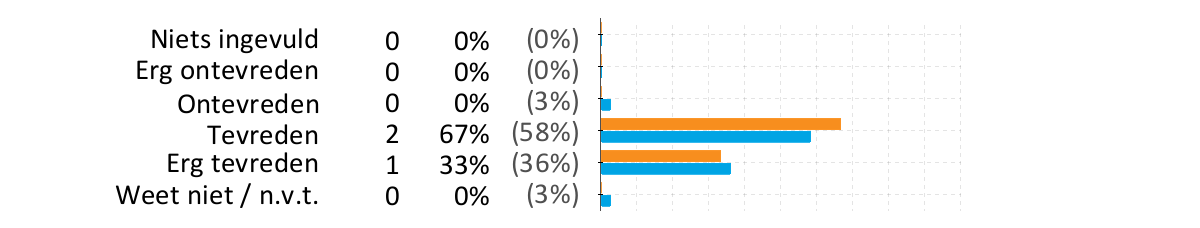 Niets ingevuld 0 0% (0%)
Erg ontevreden 0 0% (0%)
Ontevreden 0 0% (3%)
Tevreden 2 67% (58%)
Erg tevreden 1 33% (36%)
Weet niet / n.v.t. 0 0% (3%)